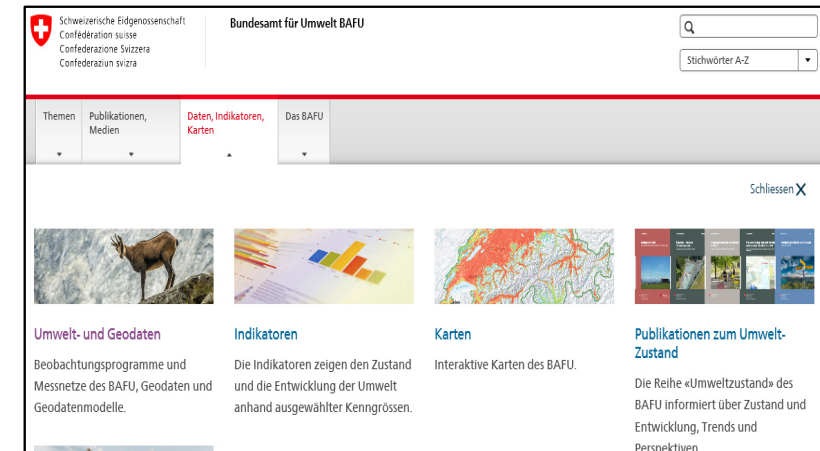 Schweizerische Eidgenossenschaft
Confédération suisse
Confederazione Svizzera
Confederaziun svizra
Bundesamt für Umwelt BAFU
Stichwörter A-Z
Themen
Publikationen,
Medien
Daten, Indikatoren,
Karten
Das BAFU
Schliessen X
Umwelt- und Geodaten
Beobachtungsprogramme und
Messnetze des BAFU, Geodaten und
Geodatenmodelle.
Indikatoren
Die Indikatoren zeigen den Zustand
und die Entwicklung der Umwelt
anhand ausgewählter Kenngrössen.
Karten
Interaktive Karten des BAFU.
Publikationen zum Umwelt-
Zustand
Die Reihe «Umweltzustand» des
BAFU informiert über Zustand und
Entwicklung, Trends und
Perspektiven